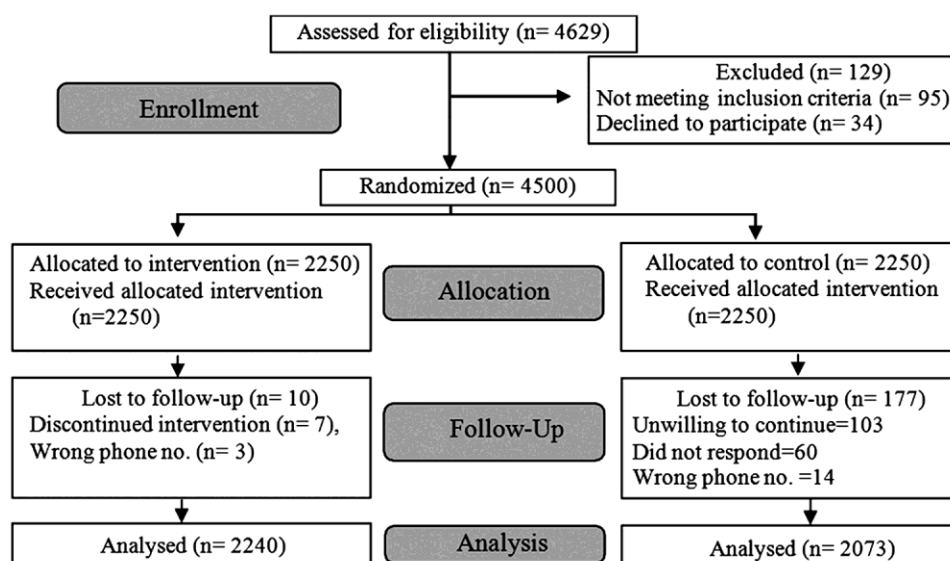 Assessed for eligibility (n= 4629)
Excluded (n= 129)
Not meeting inclusion criteria (n= 95)
Declined to participate (n= 34)
Enrollment
Randomized (n= 4500)
Allocated to intervention (n= 2250)
Received allocated intervention
(n=2250)
Allocation
Allocated to control (n= 2250)
Received allocated intervention
(n=2250)
Lost to follow-up (n= 10)
Discontinued intervention (n= 7),
Wrong phone no. (n= 3)
Follow-Up
Lost to follow-up (n= 177)
Unwilling to continue=103
Did not respond=60
Wrong phone no. =14
Analysed (n= 2240)
Analysis
Analysed (n= 2073)